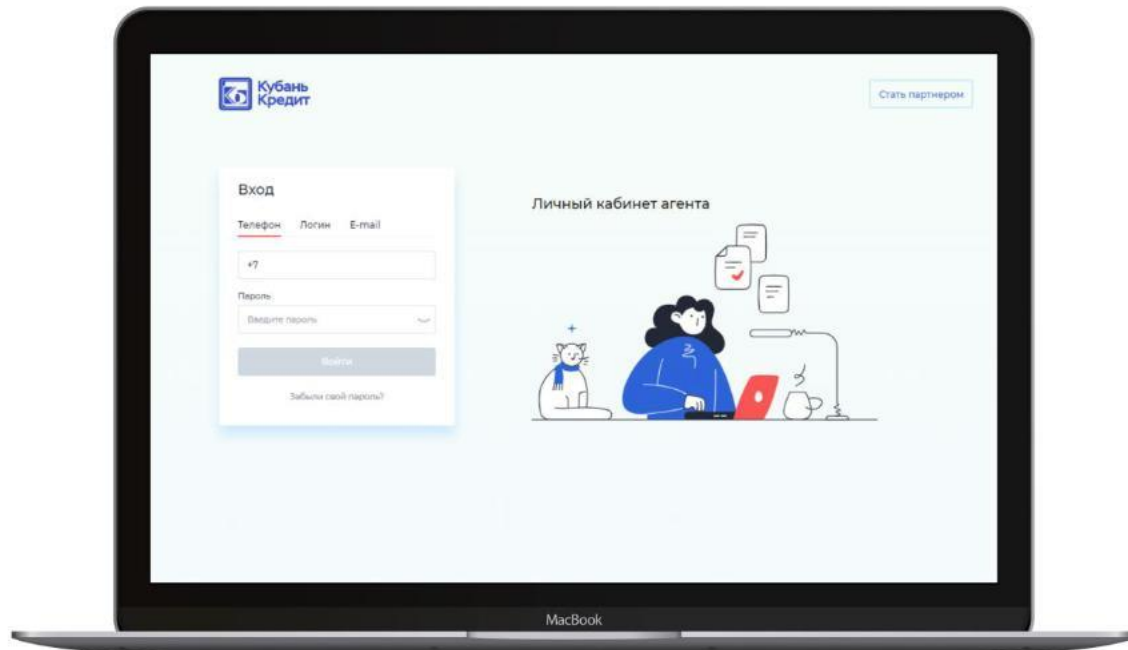 Кубань
Кредит
Стать партнером
Вход
Телефон Логин E-mail
+7
Пароль
Введите пароль
Войти
Забыли свой пароль?
Личный кабинет агента
MacBook